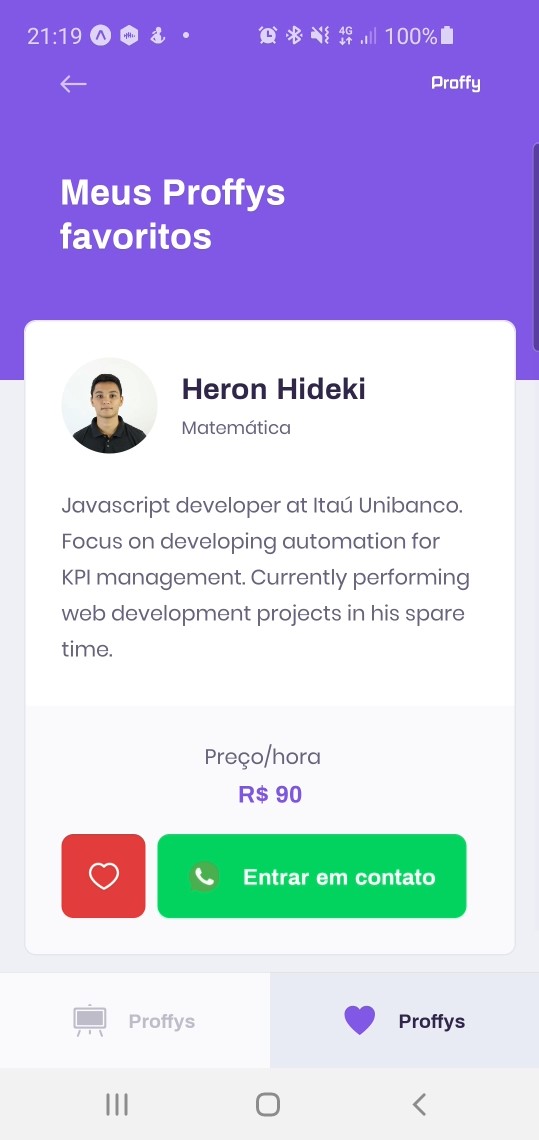 21:19 4G 100%
Proffy
Meus Proffys
favoritos
Heron Hideki
Matemática
Javascript developer at Itaú Unibanco.
Focus on developing automation for
KPI management. Currently performing
web development projects in his spare
time.
Preço/hora
R$ 90
Entrar em contato
Proffys Proffys